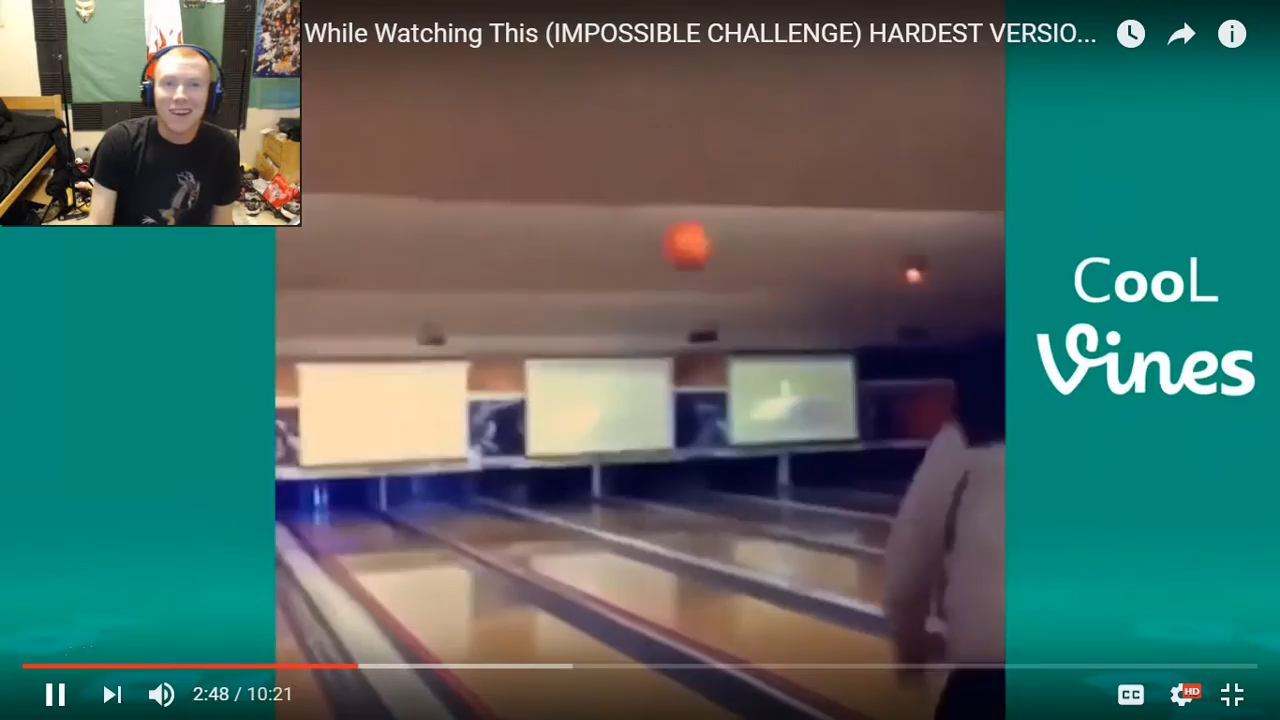 While Watching This (IMPOSSIBLE CHALLENGE) HARDEST VERSIO...
CooL
Vines
2:48 / 10:21
CC
HD